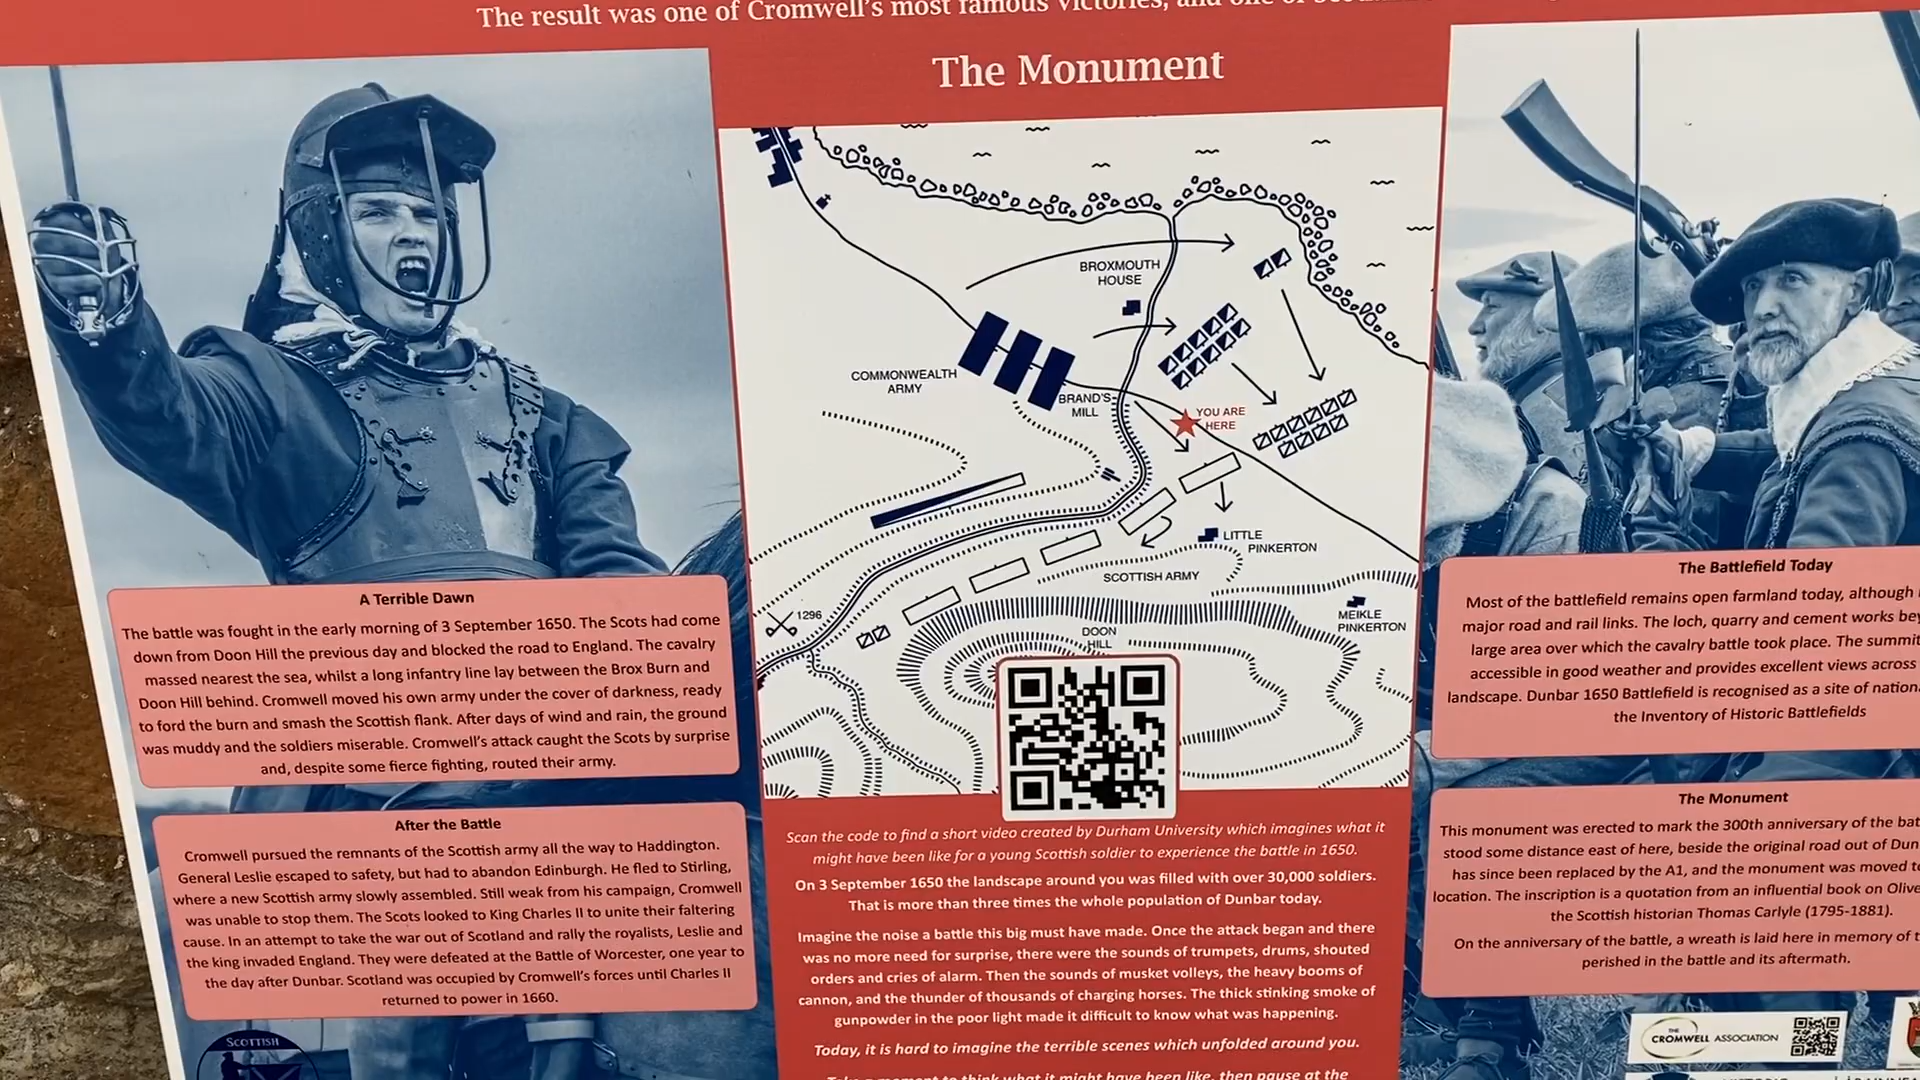 The result was one of Cromwell's most famous victories, and one of
The Monument
BROXMOUTH
HOUSE
COMMONWEALTH
ARMY
BRAND'S
MILL
YOU ARE
HERE
LITTLE
PINKERTON
SCOTTISH ARMY
1296
MEIKLE
PINKERTON
DOON
HILL
A Terrible Dawn
The battle was fought in the early morning of 3 September 1650. The Scots had come
down from Doon Hill the previous day and blocked the road to England. The cavalry
massed nearest the sea, whilst a long infantry line lay between the Brox Burn and
Doon Hill behind. Cromwell moved his own army under the cover of darkness, ready
to ford the burn and smash the Scottish flank. After days of wind and rain, the ground
was muddy and the soldiers miserable. Cromwell's attack caught the Scots by surprise
and, despite some fierce fighting, routed their army.
After the Battle
Cromwell pursued the remnants of the Scottish army all the way to Haddington.
General Leslie escaped to safety, but had to abandon Edinburgh. He fled to Stirling,
where a new Scottish army slowly assembled. Still weak from his campaign, Cromwell
was unable to stop them. The Scots looked to King Charles II to unite their faltering
cause. In an attempt to take the war out of Scotland and rally the royalists, Leslie and
the king invaded England. They were defeated at the Battle of Worcester, one year to
the day after Dunbar. Scotland was occupied by Cromwell's forces until Charles II
returned to power in 1660.
SCOTTISH
Scan the code to find a short video created by Durham University which imagines what it
might have been like for a young Scottish soldier to experience the battle in 1650.
On 3 September 1650 the landscape around you was filled with over 30,000 soldiers.
That is more than three times the whole population of Dunbar today.
Imagine the noise a battle this big must have made. Once the attack began and there
was no more need for surprise, there were the sounds of trumpets, drums, shouted
orders and cries of alarm. Then the sounds of musket volleys, the heavy booms of
cannon, and the thunder of thousands of charging horses. The thick stinking smoke of
gunpowder in the poor light made it difficult to know what was happening.
Today, it is hard to imagine the terrible scenes which unfolded around you.
Take a moment to think what it might have been like, then pause at the
The Battlefield Today
Most of the battlefield remains open farmland today, although
major road and rail links. The loch, quarry and cement works
large area over which the cavalry battle took place. The summit
accessible in good weather and provides excellent views across
landscape. Dunbar 1650 Battlefield is recognised as a site of
the Inventory of Historic Battlefields
The Monument
This monument was erected to mark the 300th anniversary of the
stood some distance east of here, beside the original road out of
has since been replaced by the A1, and the monument was moved
location. The inscription is a quotation from an influential book on
the Scottish historian Thomas Carlyle (1795-1881).
On the anniversary of the battle, a wreath is laid here in memory of
perished in the battle and its aftermath.
THE
CROMWELL ASSOCIATION